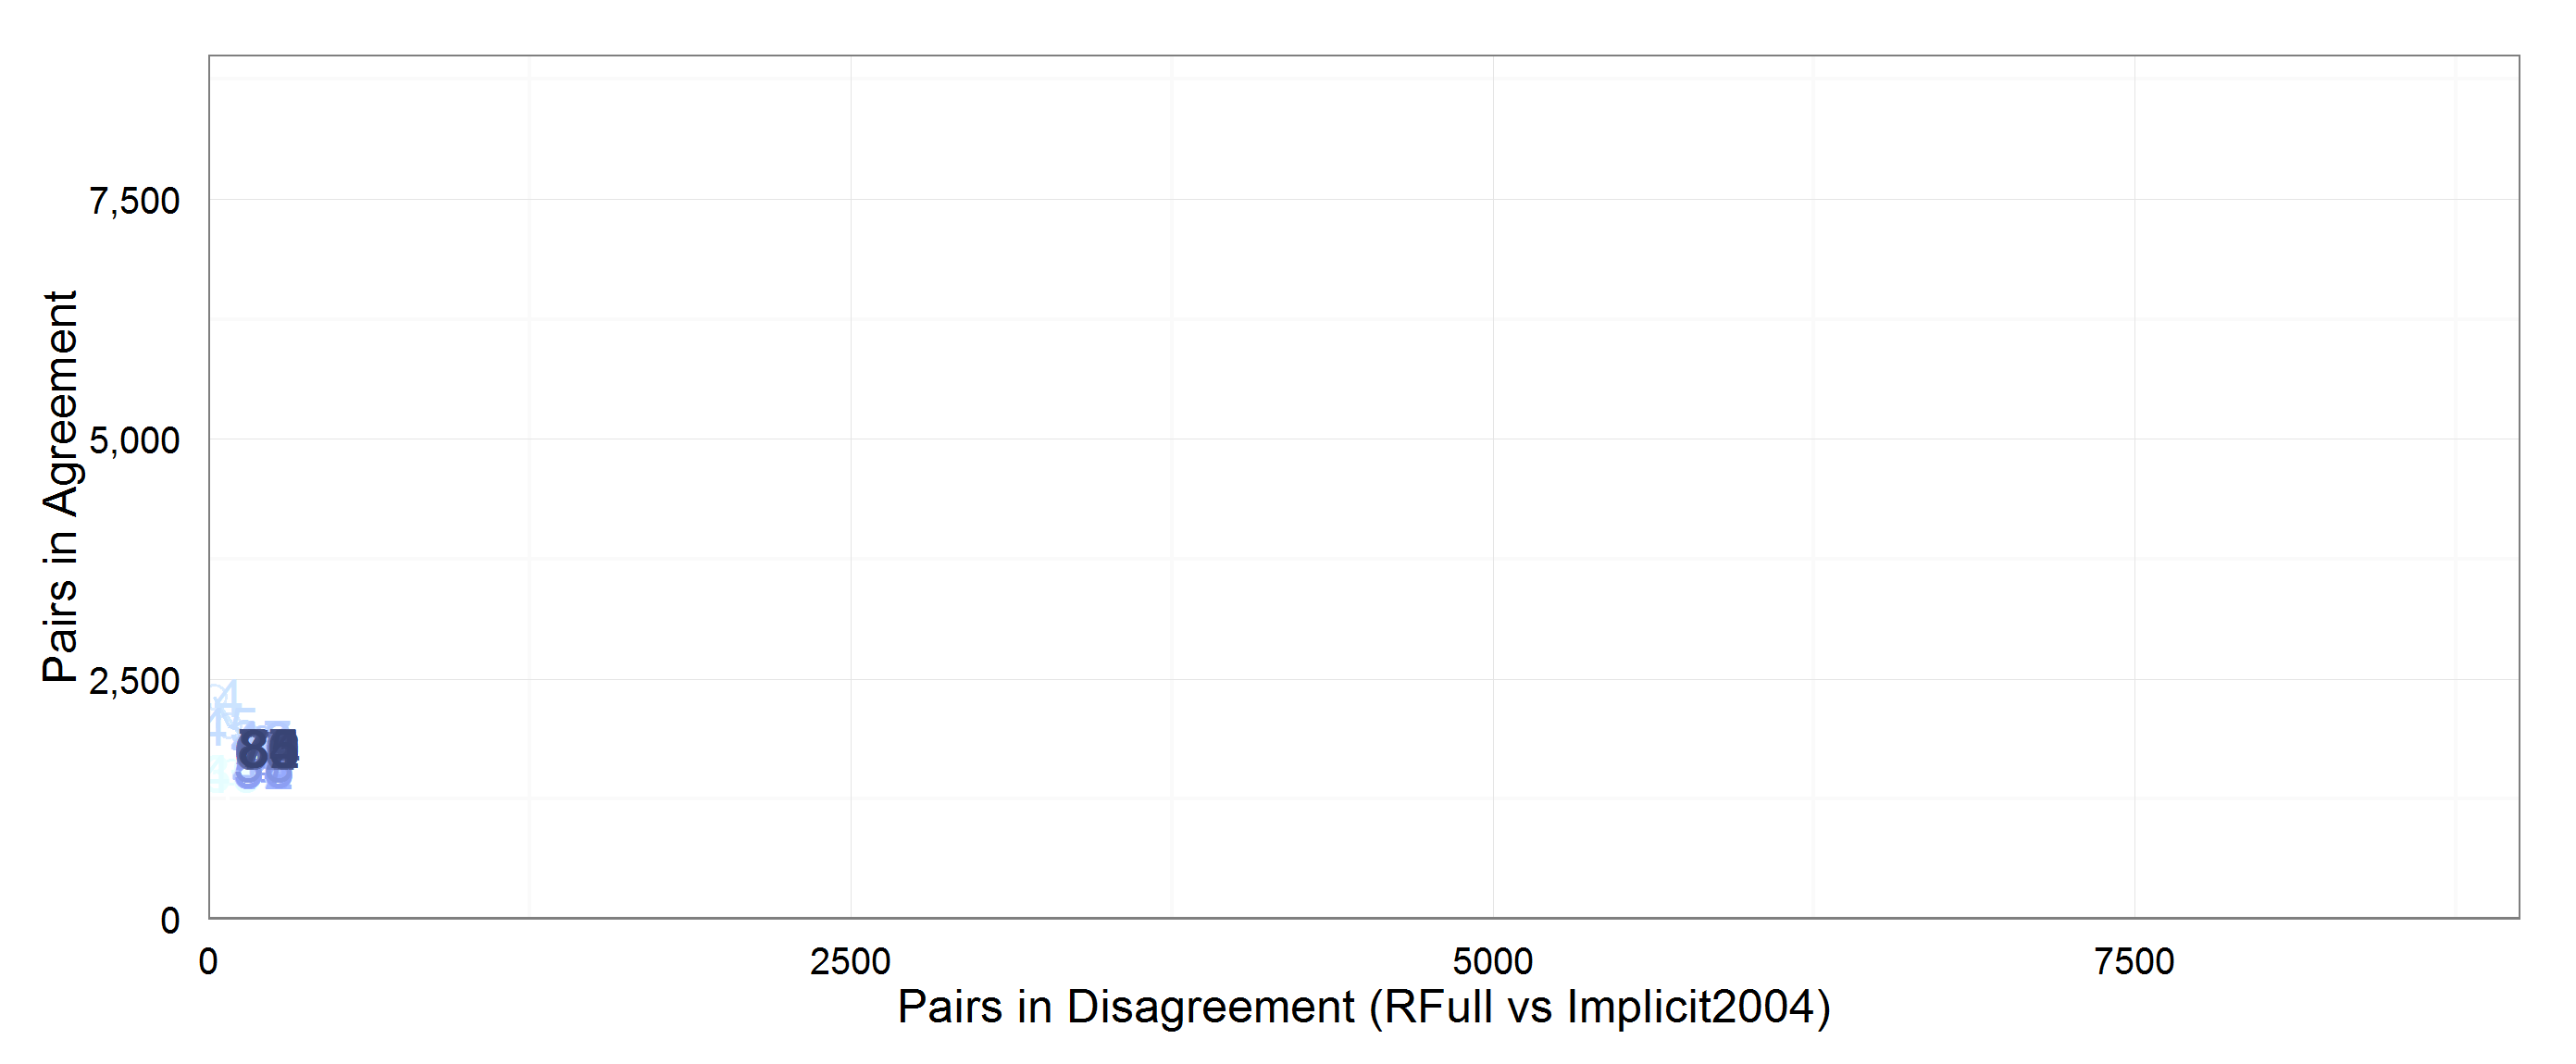 7,500
5,000
2,500
0
Pairs in Agreement
0 2500 5000 7500
Pairs in Disagreement (RFull vs Implicit2004)